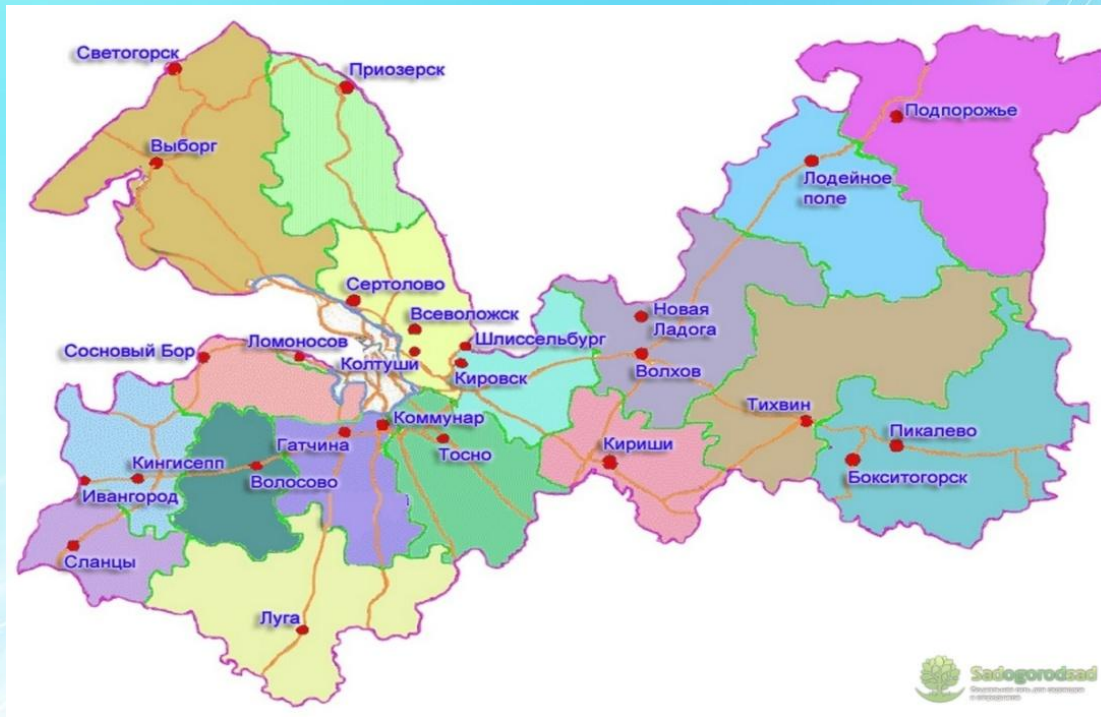 Светогорск
Приозерск
Выборг
Подпорожье
Лодейное
поле
Сертолово
Всеволожск
Новая
Ладога
Шлиссельбург
Сосновый Бор
Ломоносов
Колтуши
Кировск
Волхов
Коммунар
Тихвин
Гатчина
Тосно
Кириши
Пикалево
Кингисепп
Волосово
Бокситогорск
Ивангород
Сланцы
Луга
Sadogorodsad